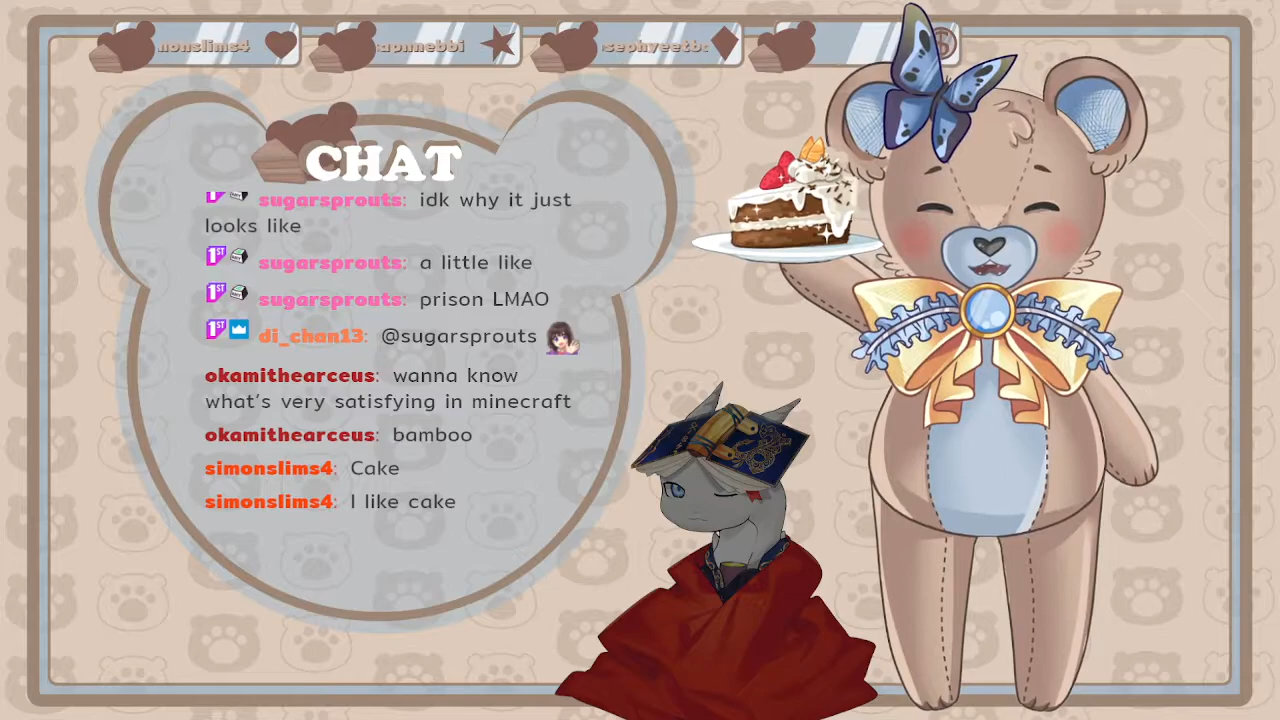 monslims4
CHAT
sugarsprouts: idk why it just
looks like
sugarsprouts: a little like
sugarsprouts: prison LMAO
di_chan13: @sugarsprouts
okamithearceus: wanna know
what's very satisfying in minecraft
okamithearceus: bamboo
simonslims4: Cake
simonslims4: I like cake